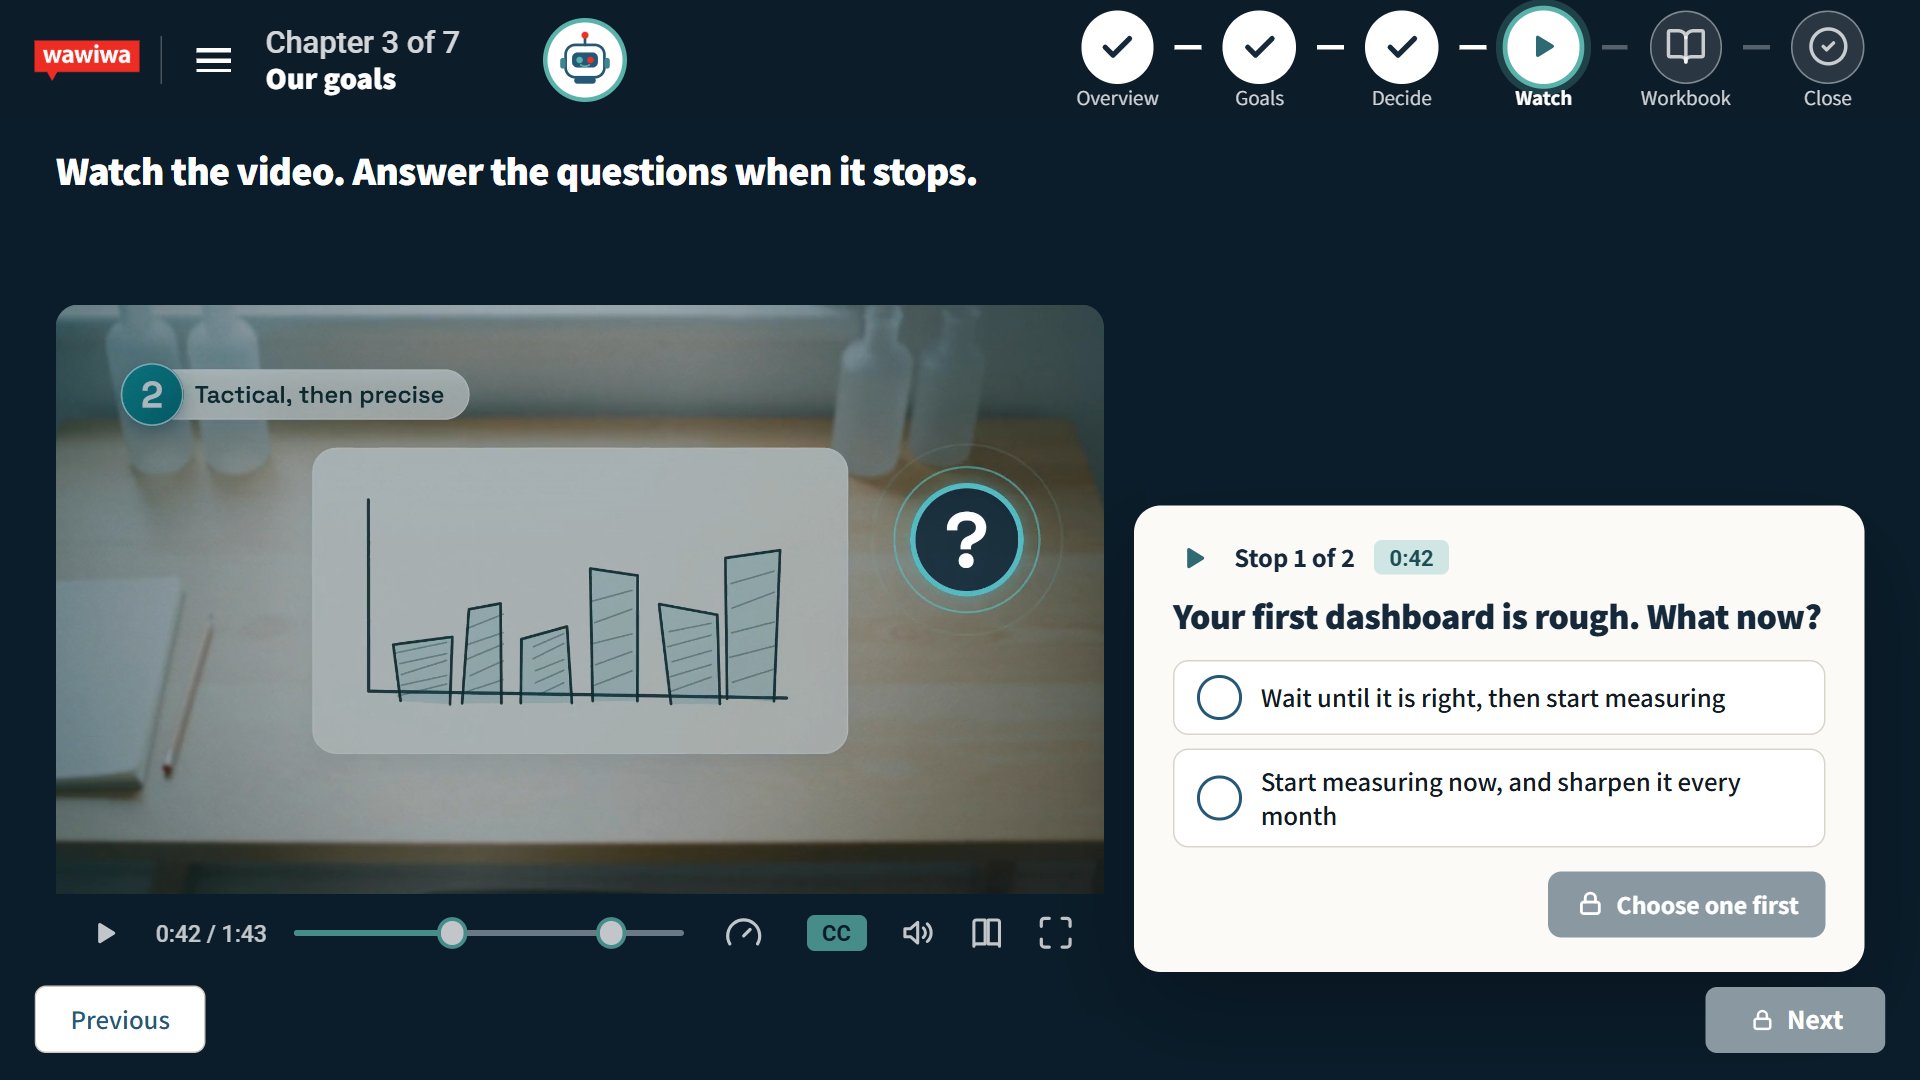 wawiwa
Chapter 3 of 7
Our goals
Overview
Goals
Decide
Watch
Workbook
Close
Watch the video. Answer the questions when it stops.
2
Tactical, then precise
?
Stop 1 of 2
0:42
Your first dashboard is rough. What now?
Wait until it is right, then start measuring
Start measuring now, and sharpen it every
month
Choose one first
0:42 / 1:43
CC
Previous
Next